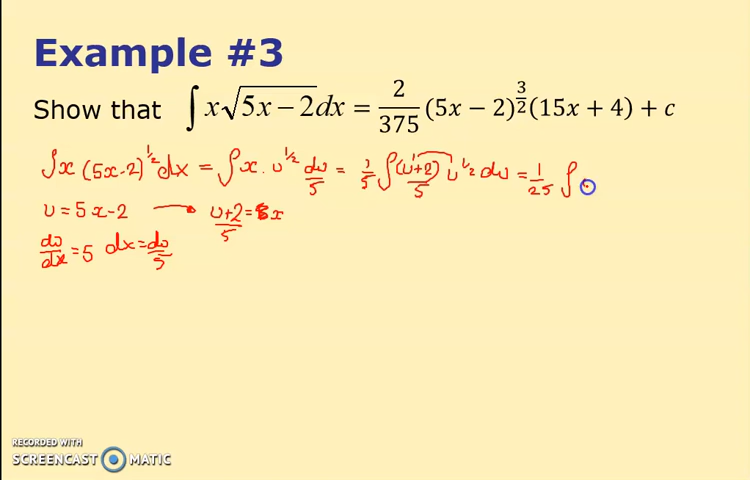 Example #3
Show that ∫ x√(5x − 2)dx = 2/375 (5x − 2)^(3/2) (15x + 4) + c
∫x (5x-2)^(1/2) dx = ∫x · u^(1/2) du/5 = 1/5 ∫ (u+2)/5 u^(1/2) du = 1/25 ∫
u = 5x-2 → (u+2)/5 = x
du/dx = 5 dx = du/5
RECORDED WITH
SCREENCAST MATIC